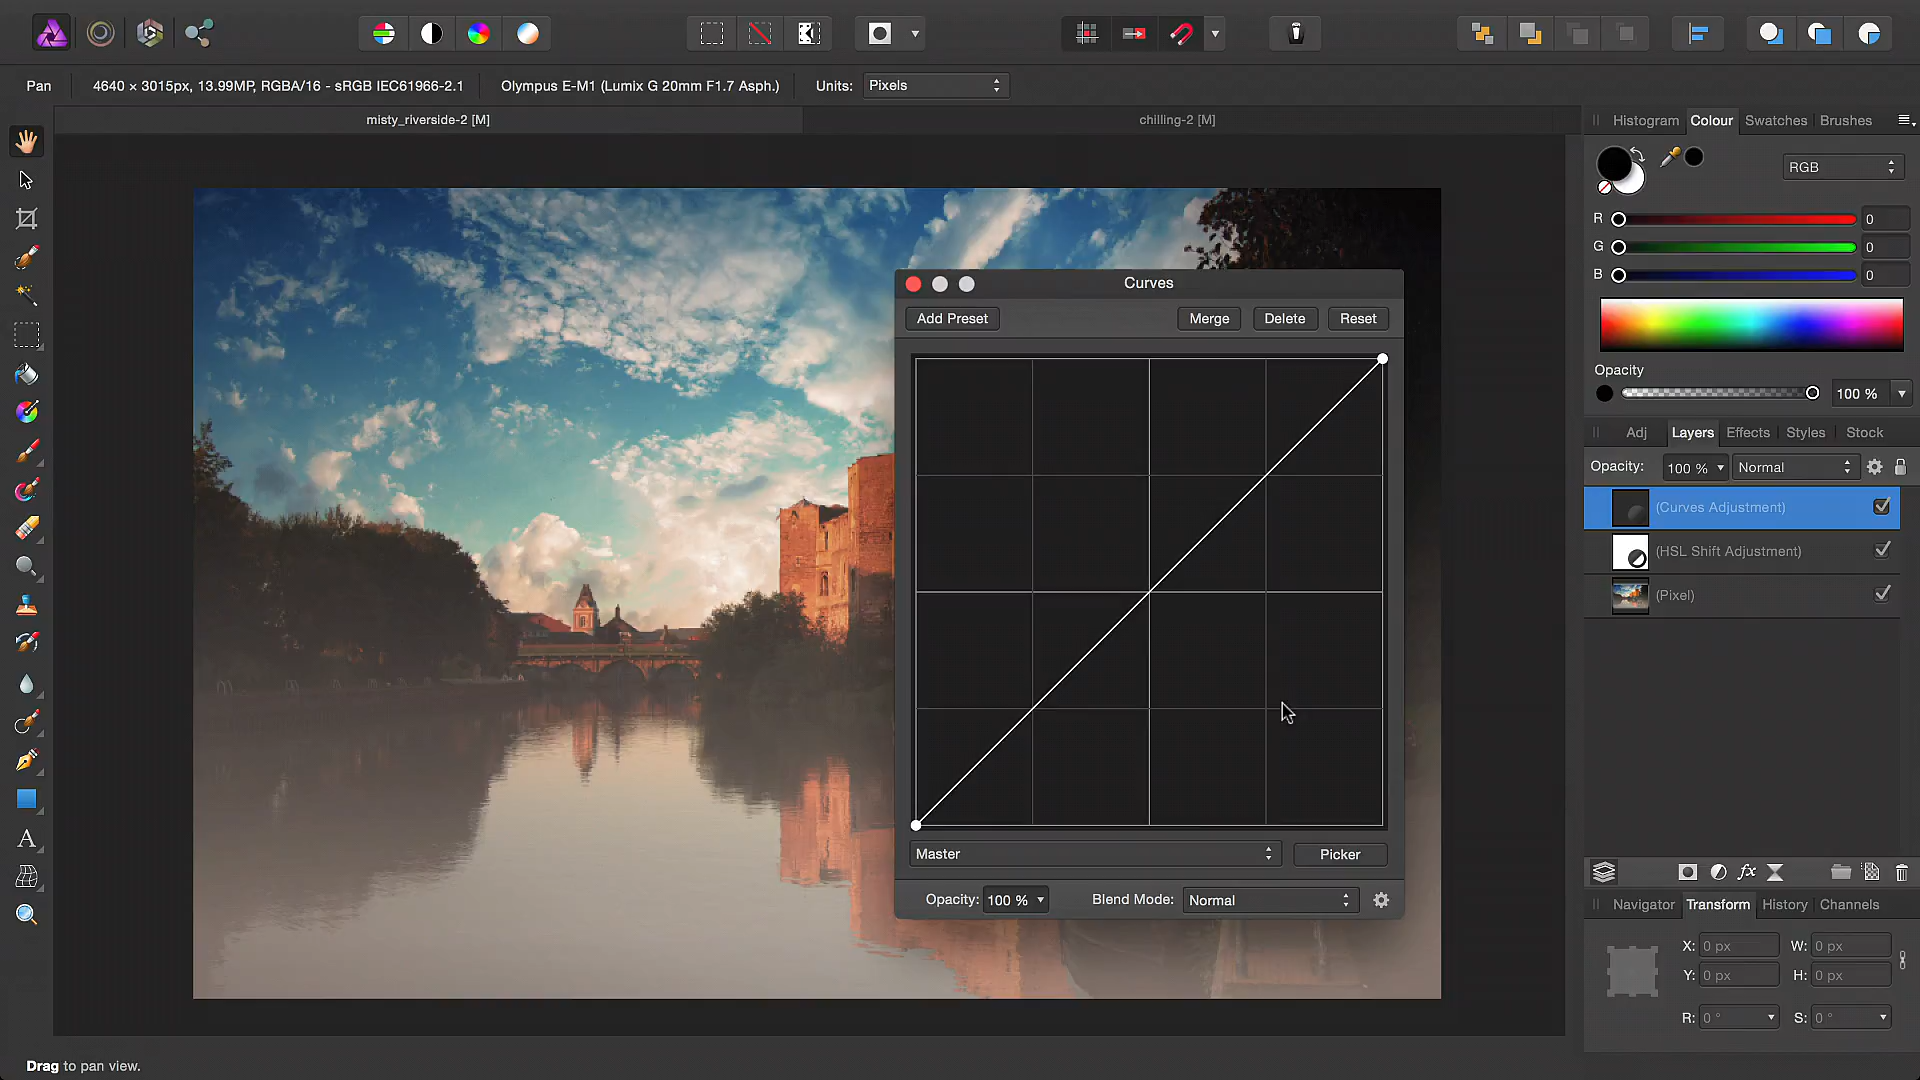 Pan
4640 × 3015px, 13.99MP, RGBA/16 - sRGB IEC61966-2.1
Olympus E-M1 (Lumix G 20mm F1.7 Asph.)
Units:
Pixels
misty_riverside-2 [M]
chilling-2 [M]
Histogram
Colour
Swatches
Brushes
RGB
R
0
G
0
B
0
Opacity
100 %
Curves
Add Preset
Merge
Delete
Reset
Master
Picker
Opacity:
100 %
Blend Mode:
Normal
Adj
Layers
Effects
Styles
Stock
Opacity:
100 %
Normal
(Curves Adjustment)
(HSL Shift Adjustment)
(Pixel)
fx
Navigator
Transform
History
Channels
X:
0 px
W:
0 px
Y:
0 px
H:
0 px
R:
0 °
S:
0 °
A
Drag to pan view.